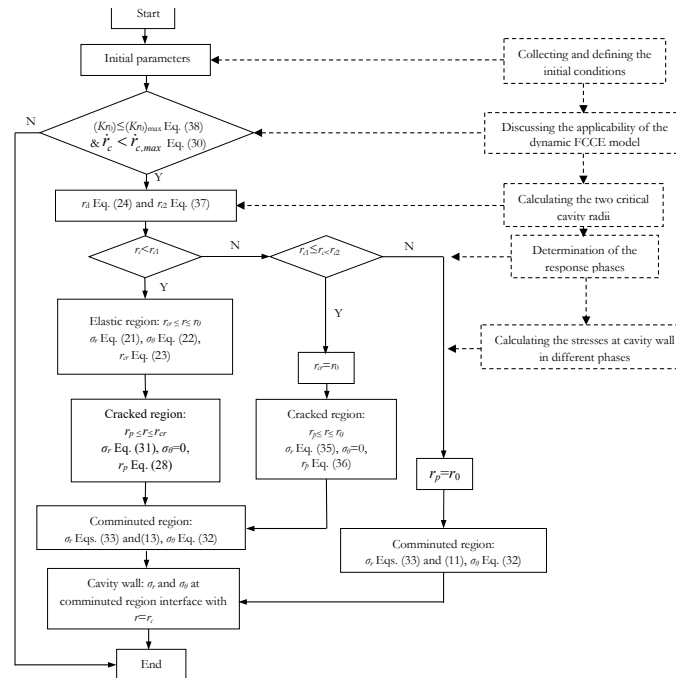 Start
Initial parameters
Collecting and defining the
initial conditions
N
(Kr₀)≤(Kr₀)max Eq. (38)
& ṙc < ṙc,max Eq. (30)
Discussing the applicability of the
dynamic FCCE model
Y
rc1 Eq. (24) and rc2 Eq. (37)
Calculating the two critical
cavity radii
rc<rc1
N
rc1≤rc<rc2
N
Determination of the
response phases
Y
Y
Elastic region: rcr ≤ r ≤ r0
σr Eq. (21), σθ Eq. (22),
rcr Eq. (23)
Calculating the stresses at cavity wall
in different phases
rcr=r0
Cracked region:
rp ≤ r ≤ rcr
σr Eq. (31), σθ=0,
rp Eq. (28)
Cracked region:
rp ≤ r ≤ r0
σr Eq. (35), σθ=0,
rp Eq. (36)
rp=r0
Comminuted region:
σr Eqs. (33) and(13), σθ Eq. (32)
Comminuted region:
σr Eqs. (33) and (11), σθ Eq. (32)
Cavity wall: σr and σθ at
comminuted region interface with
r=rc
End